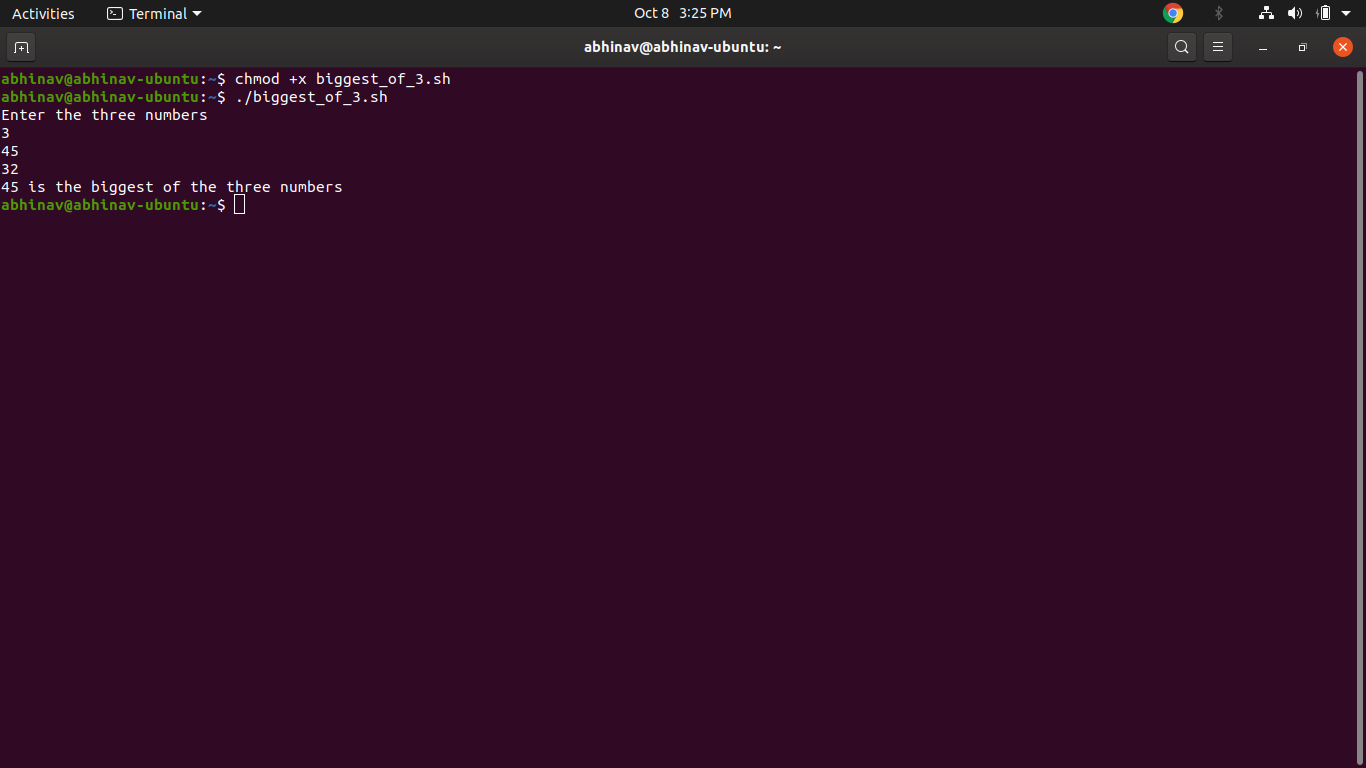 Activities Terminal Oct 8 3:25 PM
abhinav@abhinav-ubuntu: ~
abhinav@abhinav-ubuntu:~$ chmod +x biggest_of_3.sh
abhinav@abhinav-ubuntu:~$ ./biggest_of_3.sh
Enter the three numbers
3
45
32
45 is the biggest of the three numbers
abhinav@abhinav-ubuntu:~$